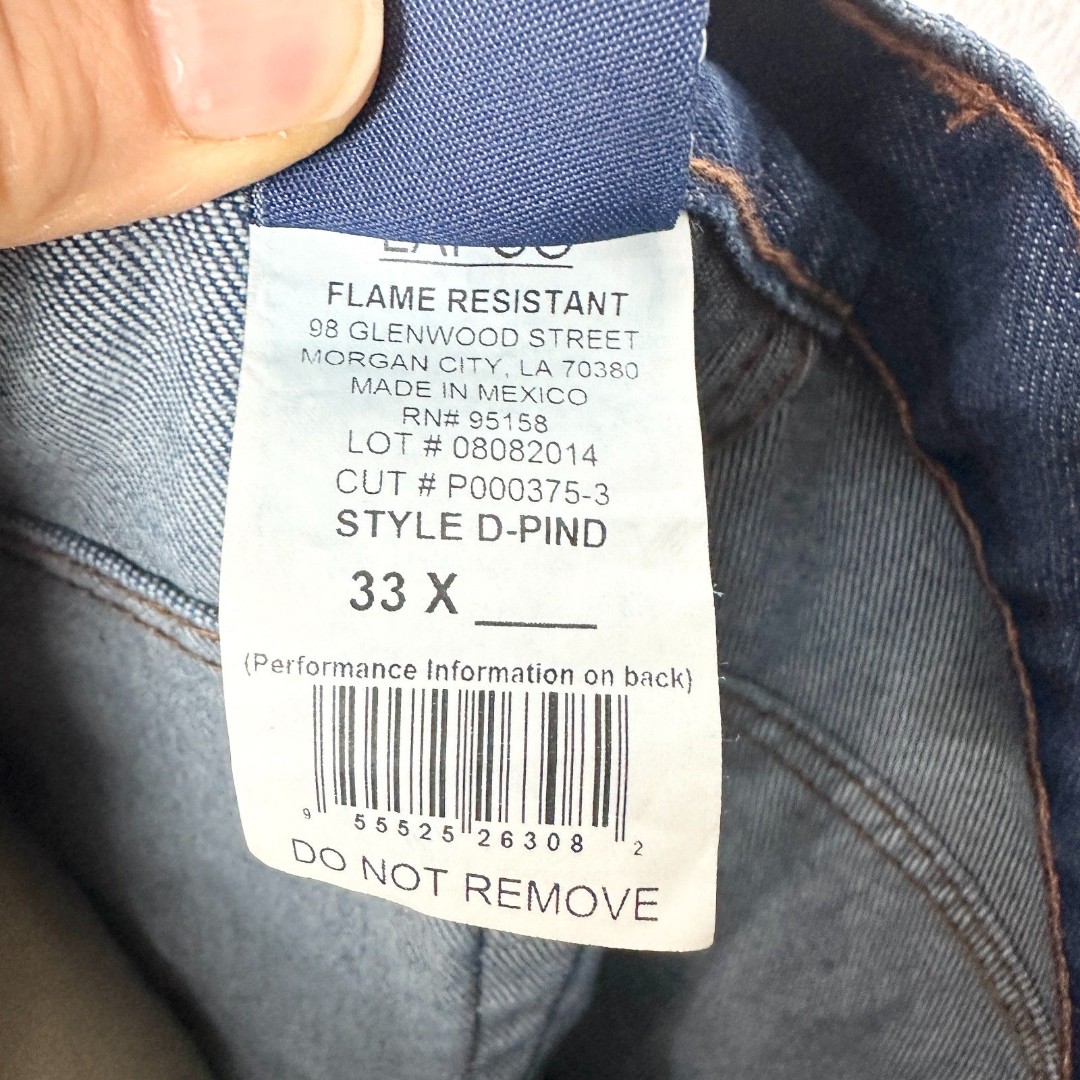 FLAME RESISTANT
98 GLENWOOD STREET
MORGAN CITY, LA 70380
MADE IN MEXICO
RN# 95158
LOT # 08082014
CUT # P000375-3
STYLE D-PIND
33 X ____
(Performance Information on back)
9 55525 26308 2
DO NOT REMOVE